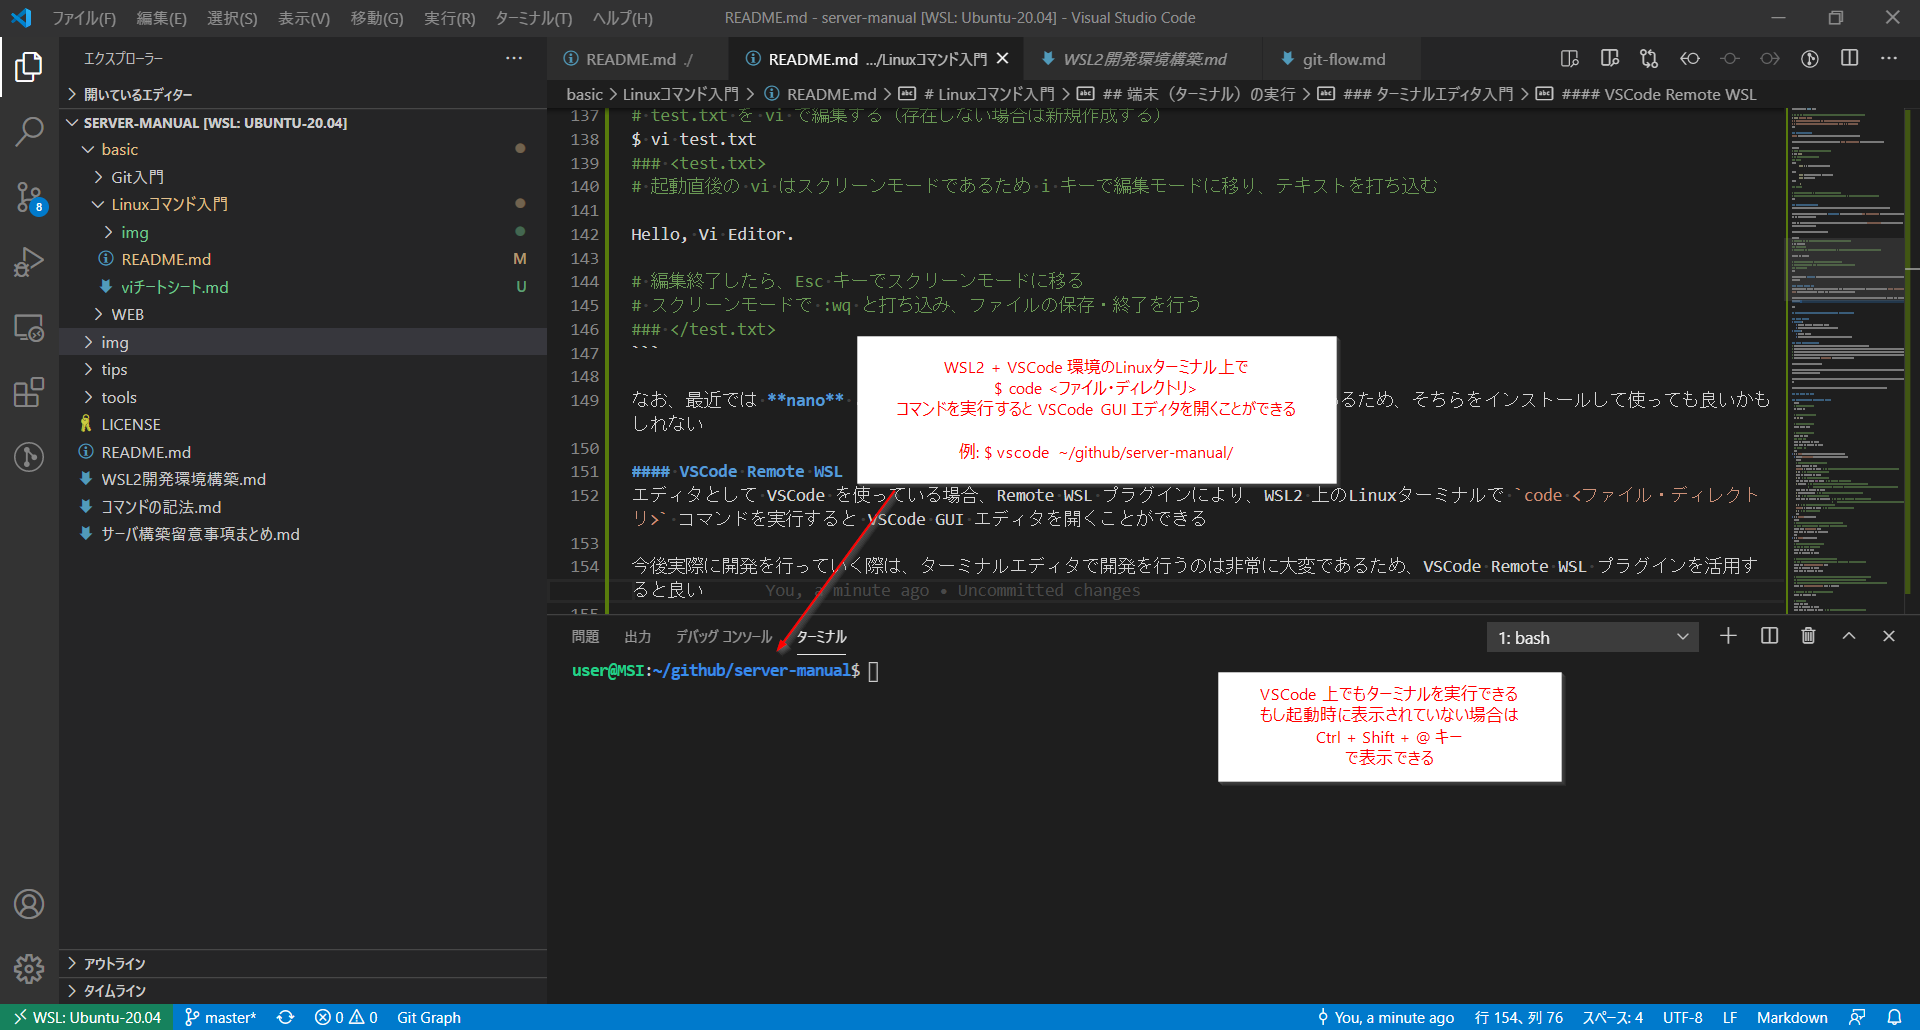 ファイル(F) 編集(E) 選択(S) 表示(V) 移動(G) 実行(R) ターミナル(T) ヘルプ(H) README.md - server-manual [WSL: Ubuntu-20.04] - Visual Studio Code
エクスプローラー
開いているエディター
SERVER-MANUAL [WSL: UBUNTU-20.04]
basic
Git入門
Linuxコマンド入門
img
README.md M
viチートシート.md U
WEB
img
tips
tools
LICENSE
README.md
WSL2開発環境構築.md
コマンドの記法.md
サーバ構築留意事項まとめ.md
アウトライン
タイムライン
8
README.md ./ README.md .../Linuxコマンド入門 WSL2開発環境構築.md git-flow.md
basic > Linuxコマンド入門 > README.md > # Linuxコマンド入門 > ## 端末（ターミナル）の実行 > ### ターミナルエディタ入門 > #### VSCode Remote WSL
137 # test.txt を vi で編集する（存在しない場合は新規作成する）
138 $ vi test.txt
139 ### <test.txt>
140 # 起動直後の vi はスクリーンモードであるため i キーで編集モードに移り、テキストを打ち込む
141
142 Hello, Vi Editor.
143
144 # 編集終了したら、Esc キーでスクリーンモードに移る
145 # スクリーンモードで :wq と打ち込み、ファイルの保存・終了を行う
146 ### </test.txt>
147 ```
148
149 なお、最近では **nano** るため、そちらをインストールして使っても良いかも
しれない
150
151 #### VSCode Remote WSL
152 エディタとして VSCode を使っている場合、Remote WSL プラグインにより、WSL2 上のLinuxターミナルで `code <ファイル・ディレクト
リ>` コマンドを実行すると VSCode GUI エディタを開くことができる
153
154 今後実際に開発を行っていく際は、ターミナルエディタで開発を行うのは非常に大変であるため、VSCode Remote WSL プラグインを活用す
ると良い You, a minute ago • Uncommitted changes
155
WSL2 + VSCode 環境のLinuxターミナル上で
$ code <ファイル・ディレクトリ>
コマンドを実行すると VSCode GUI エディタを開くことができる
例: $ vscode ~/github/server-manual/
問題 出力 デバッグ コンソール ターミナル 1: bash
user@MSI:~/github/server-manual$
VSCode 上でもターミナルを実行できる
もし起動時に表示されていない場合は
Ctrl + Shift + @ キー
で表示できる
WSL: Ubuntu-20.04 master* 0 0 Git Graph You, a minute ago 行 154、列 76 スペース: 4 UTF-8 LF Markdown